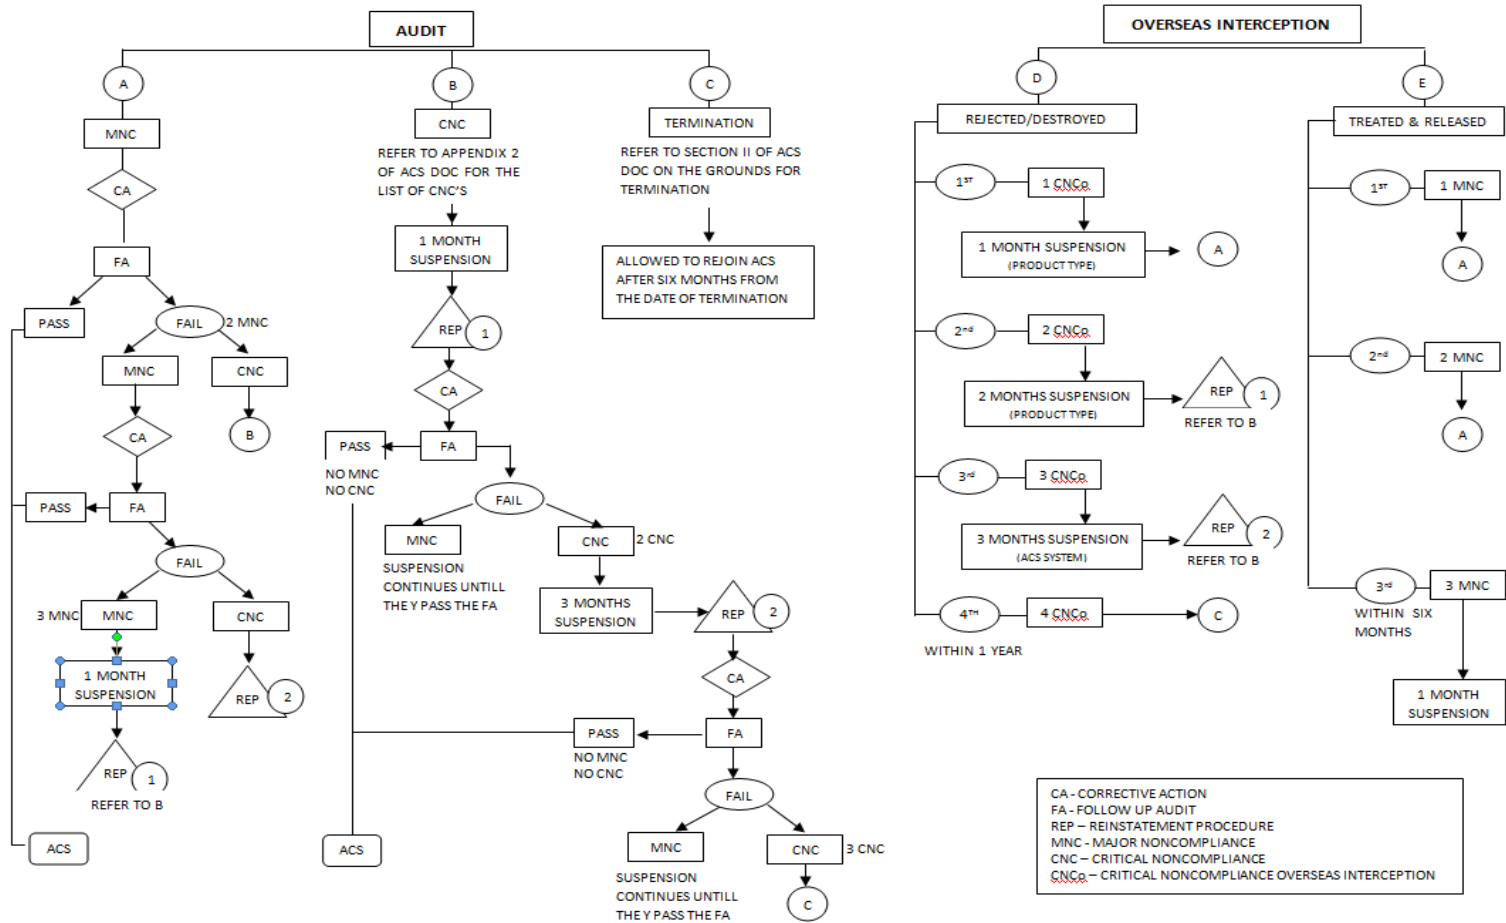 AUDIT
A
MNC
CA
FA
PASS
FAIL
2 MNC
MNC
CNC
CA
B
PASS
FA
FAIL
3 MNC
MNC
CNC
1 MONTH
SUSPENSION
REP
2
REP
1
REFER TO B
ACS
B
CNC
REFER TO APPENDIX 2
OF ACS DOC FOR THE
LIST OF CNC'S
1 MONTH
SUSPENSION
REP
1
CA
PASS
FA
NO MNC
NO CNC
FAIL
MNC
CNC
2 CNC
SUSPENSION
CONTINUES UNTILL
THE Y PASS THE FA
3 MONTHS
SUSPENSION
REP
2
CA
PASS
FA
NO MNC
NO CNC
FAIL
ACS
MNC
CNC
3 CNC
SUSPENSION
CONTINUES UNTILL
THE Y PASS THE FA
C
C
TERMINATION
REFER TO SECTION II OF ACS
DOC ON THE GROUNDS FOR
TERMINATION
ALLOWED TO REJOIN ACS
AFTER SIX MONTHS FROM
THE DATE OF TERMINATION
OVERSEAS INTERCEPTION
D
REJECTED/DESTROYED
1ST
1 CNCo
1 MONTH SUSPENSION
(PRODUCT TYPE)
A
2nd
2 CNCo
2 MONTHS SUSPENSION
(PRODUCT TYPE)
REP
1
REFER TO B
3rd
3 CNCo
3 MONTHS SUSPENSION
(ACS SYSTEM)
REP
2
REFER TO B
4TH
4 CNCo
C
WITHIN 1 YEAR
E
TREATED & RELEASED
1ST
1 MNC
A
2nd
2 MNC
A
3rd
3 MNC
WITHIN SIX
MONTHS
1 MONTH
SUSPENSION
CA - CORRECTIVE ACTION
FA - FOLLOW UP AUDIT
REP – REINSTATEMENT PROCEDURE
MNC - MAJOR NONCOMPLIANCE
CNC – CRITICAL NONCOMPLIANCE
CNCo – CRITICAL NONCOMPLIANCE OVERSEAS INTERCEPTION